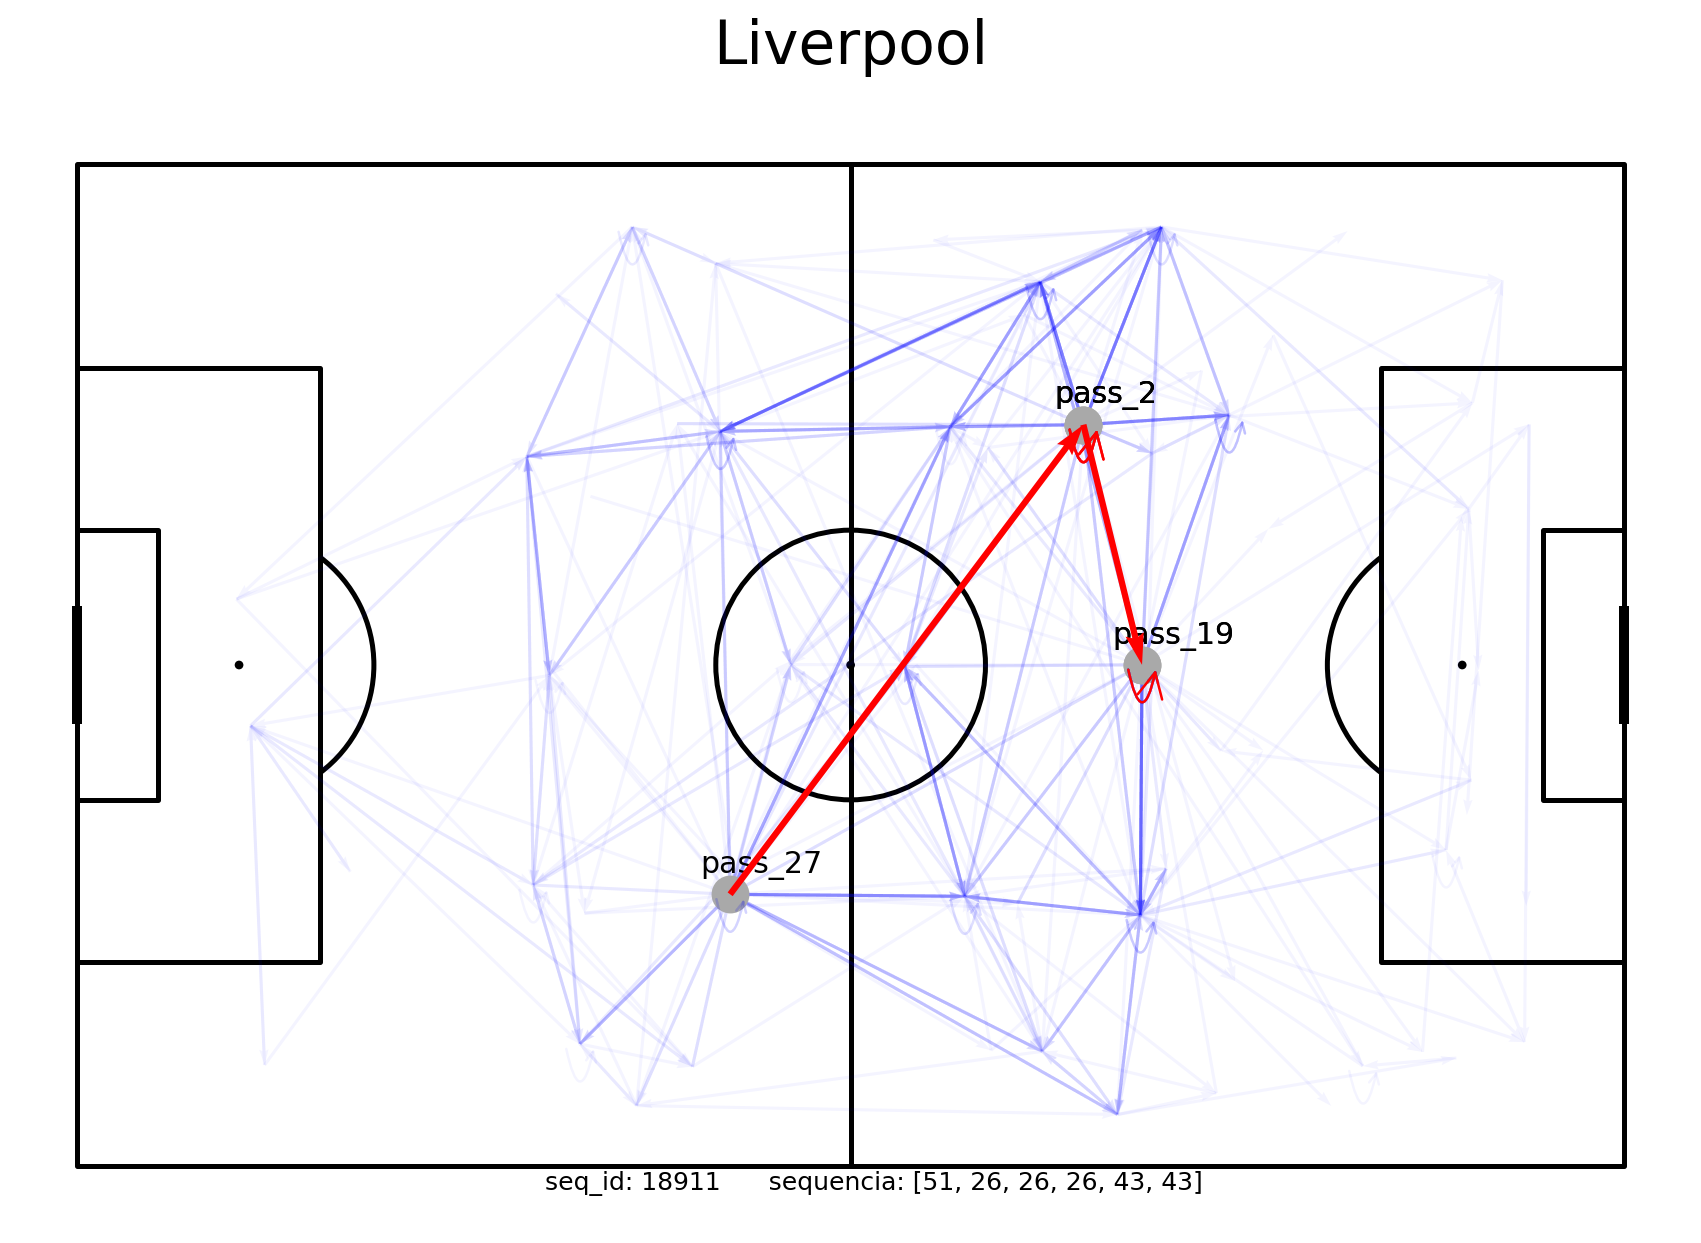 Liverpool
pass_2
pass_19
pass_27
seq_id: 18911 sequencia: [51, 26, 26, 26, 43, 43]